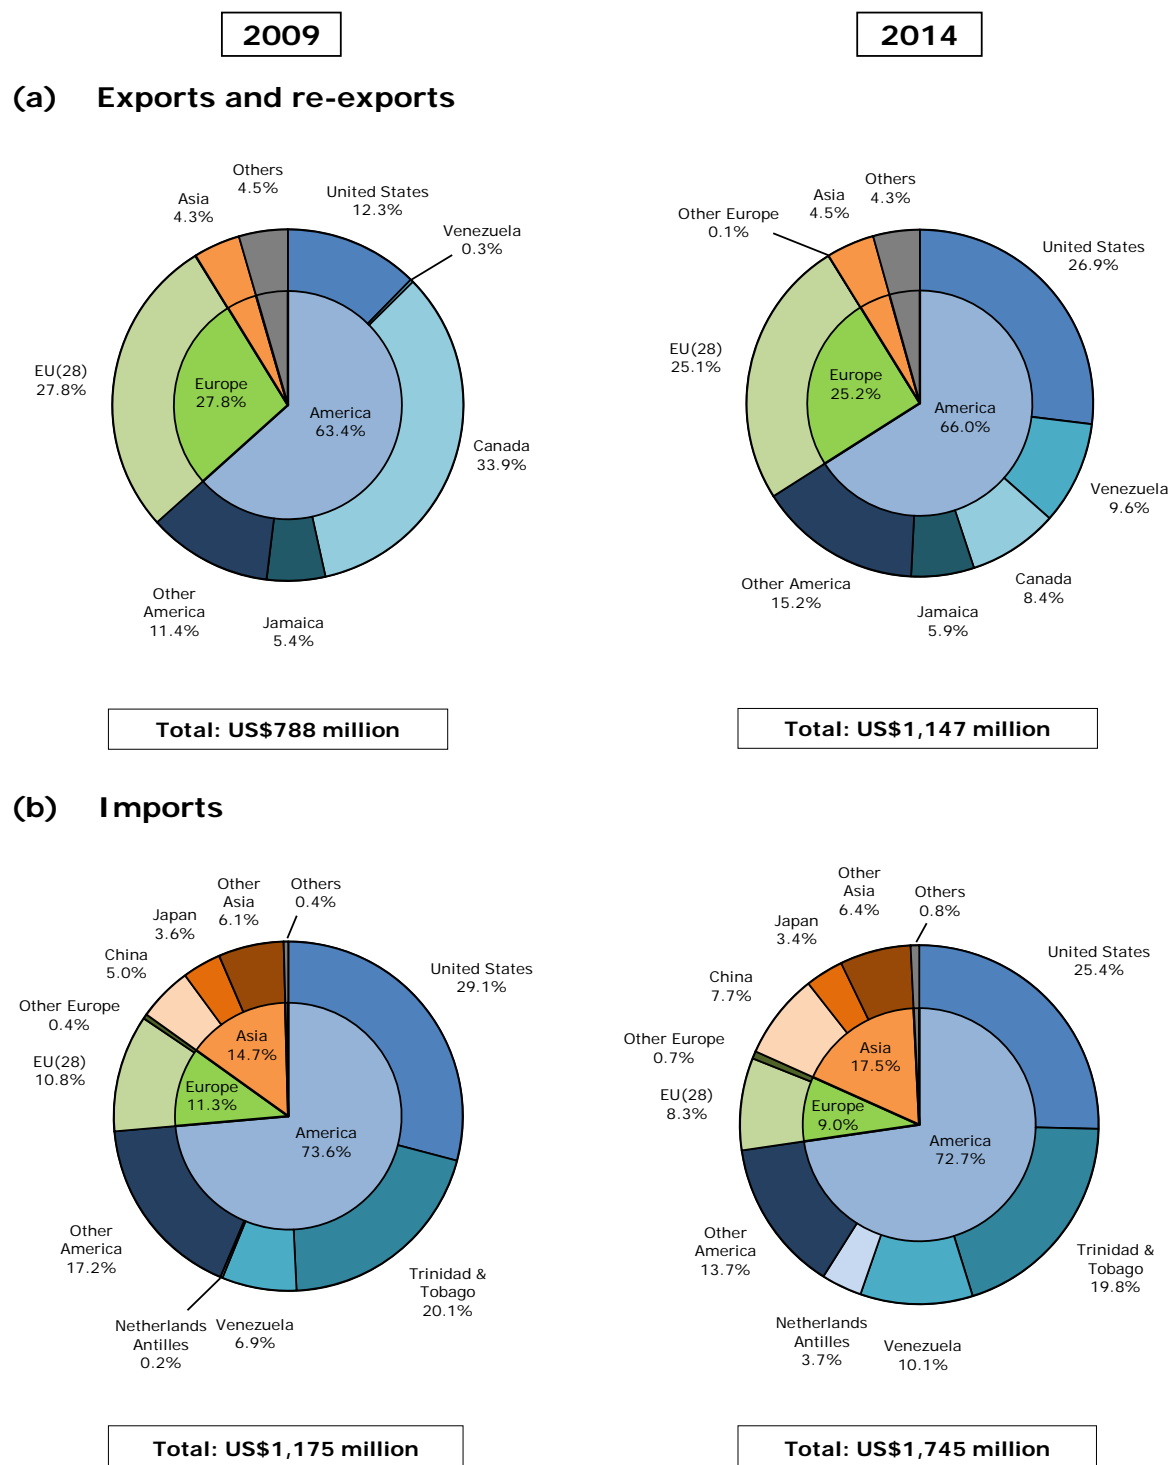 2009
2014
(a) Exports and re-exports
Others
4.5%
Asia
4.3%
United States
12.3%
Venezuela
0.3%
EU(28)
27.8%
Europe
27.8%
America
63.4%
Canada
33.9%
Other
America
11.4%
Jamaica
5.4%
Total: US$788 million
Others
4.3%
Asia
4.5%
Other Europe
0.1%
United States
26.9%
EU(28)
25.1%
Europe
25.2%
America
66.0%
Venezuela
9.6%
Canada
8.4%
Other America
15.2%
Jamaica
5.9%
Total: US$1,147 million
(b) Imports
Other
Asia
6.1%
Others
0.4%
Japan
3.6%
China
5.0%
United States
29.1%
Other Europe
0.4%
EU(28)
10.8%
Asia
14.7%
Europe
11.3%
America
73.6%
Other
America
17.2%
Trinidad &
Tobago
20.1%
Netherlands
Antilles
0.2%
Venezuela
6.9%
Total: US$1,175 million
Other
Asia
6.4%
Others
0.8%
Japan
3.4%
China
7.7%
United States
25.4%
Other Europe
0.7%
EU(28)
8.3%
Asia
17.5%
Europe
9.0%
America
72.7%
Other
America
13.7%
Trinidad &
Tobago
19.8%
Netherlands
Antilles
3.7%
Venezuela
10.1%
Total: US$1,745 million